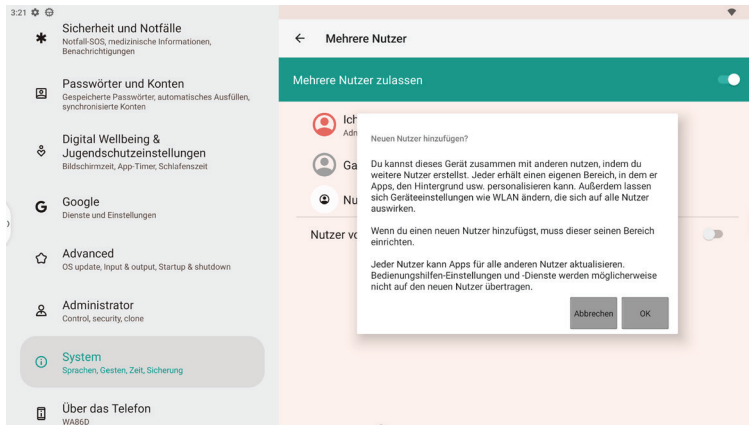 3:21
Sicherheit und Notfälle
Notfall-SOS, medizinische Informationen,
Benachrichtigungen
Passwörter und Konten
Gespeicherte Passwörter, automatisches Ausfüllen,
synchronisierte Konten
Digital Wellbeing &
Jugendschutzeinstellungen
Bildschirmzeit, App-Timer, Schlafenszeit
Google
Dienste und Einstellungen
Advanced
OS update, Input & output, Startup & shutdown
Administrator
Control, security, clone
System
Sprachen, Gesten, Zeit, Sicherung
Über das Telefon
WA86D
Mehrere Nutzer
Mehrere Nutzer zulassen
Ich
Adm
Ga
Nu
Nutzer vo
Neuen Nutzer hinzufügen?
Du kannst dieses Gerät zusammen mit anderen nutzen, indem du
weitere Nutzer erstellst. Jeder erhält einen eigenen Bereich, in dem er
Apps, den Hintergrund usw. personalisieren kann. Außerdem lassen
sich Geräteeinstellungen wie WLAN ändern, die sich auf alle Nutzer
auswirken.
Wenn du einen neuen Nutzer hinzufügst, muss dieser seinen Bereich
einrichten.
Jeder Nutzer kann Apps für alle anderen Nutzer aktualisieren.
Bedienungshilfen-Einstellungen und -Dienste werden möglicherweise
nicht auf den neuen Nutzer übertragen.
Abbrechen
OK